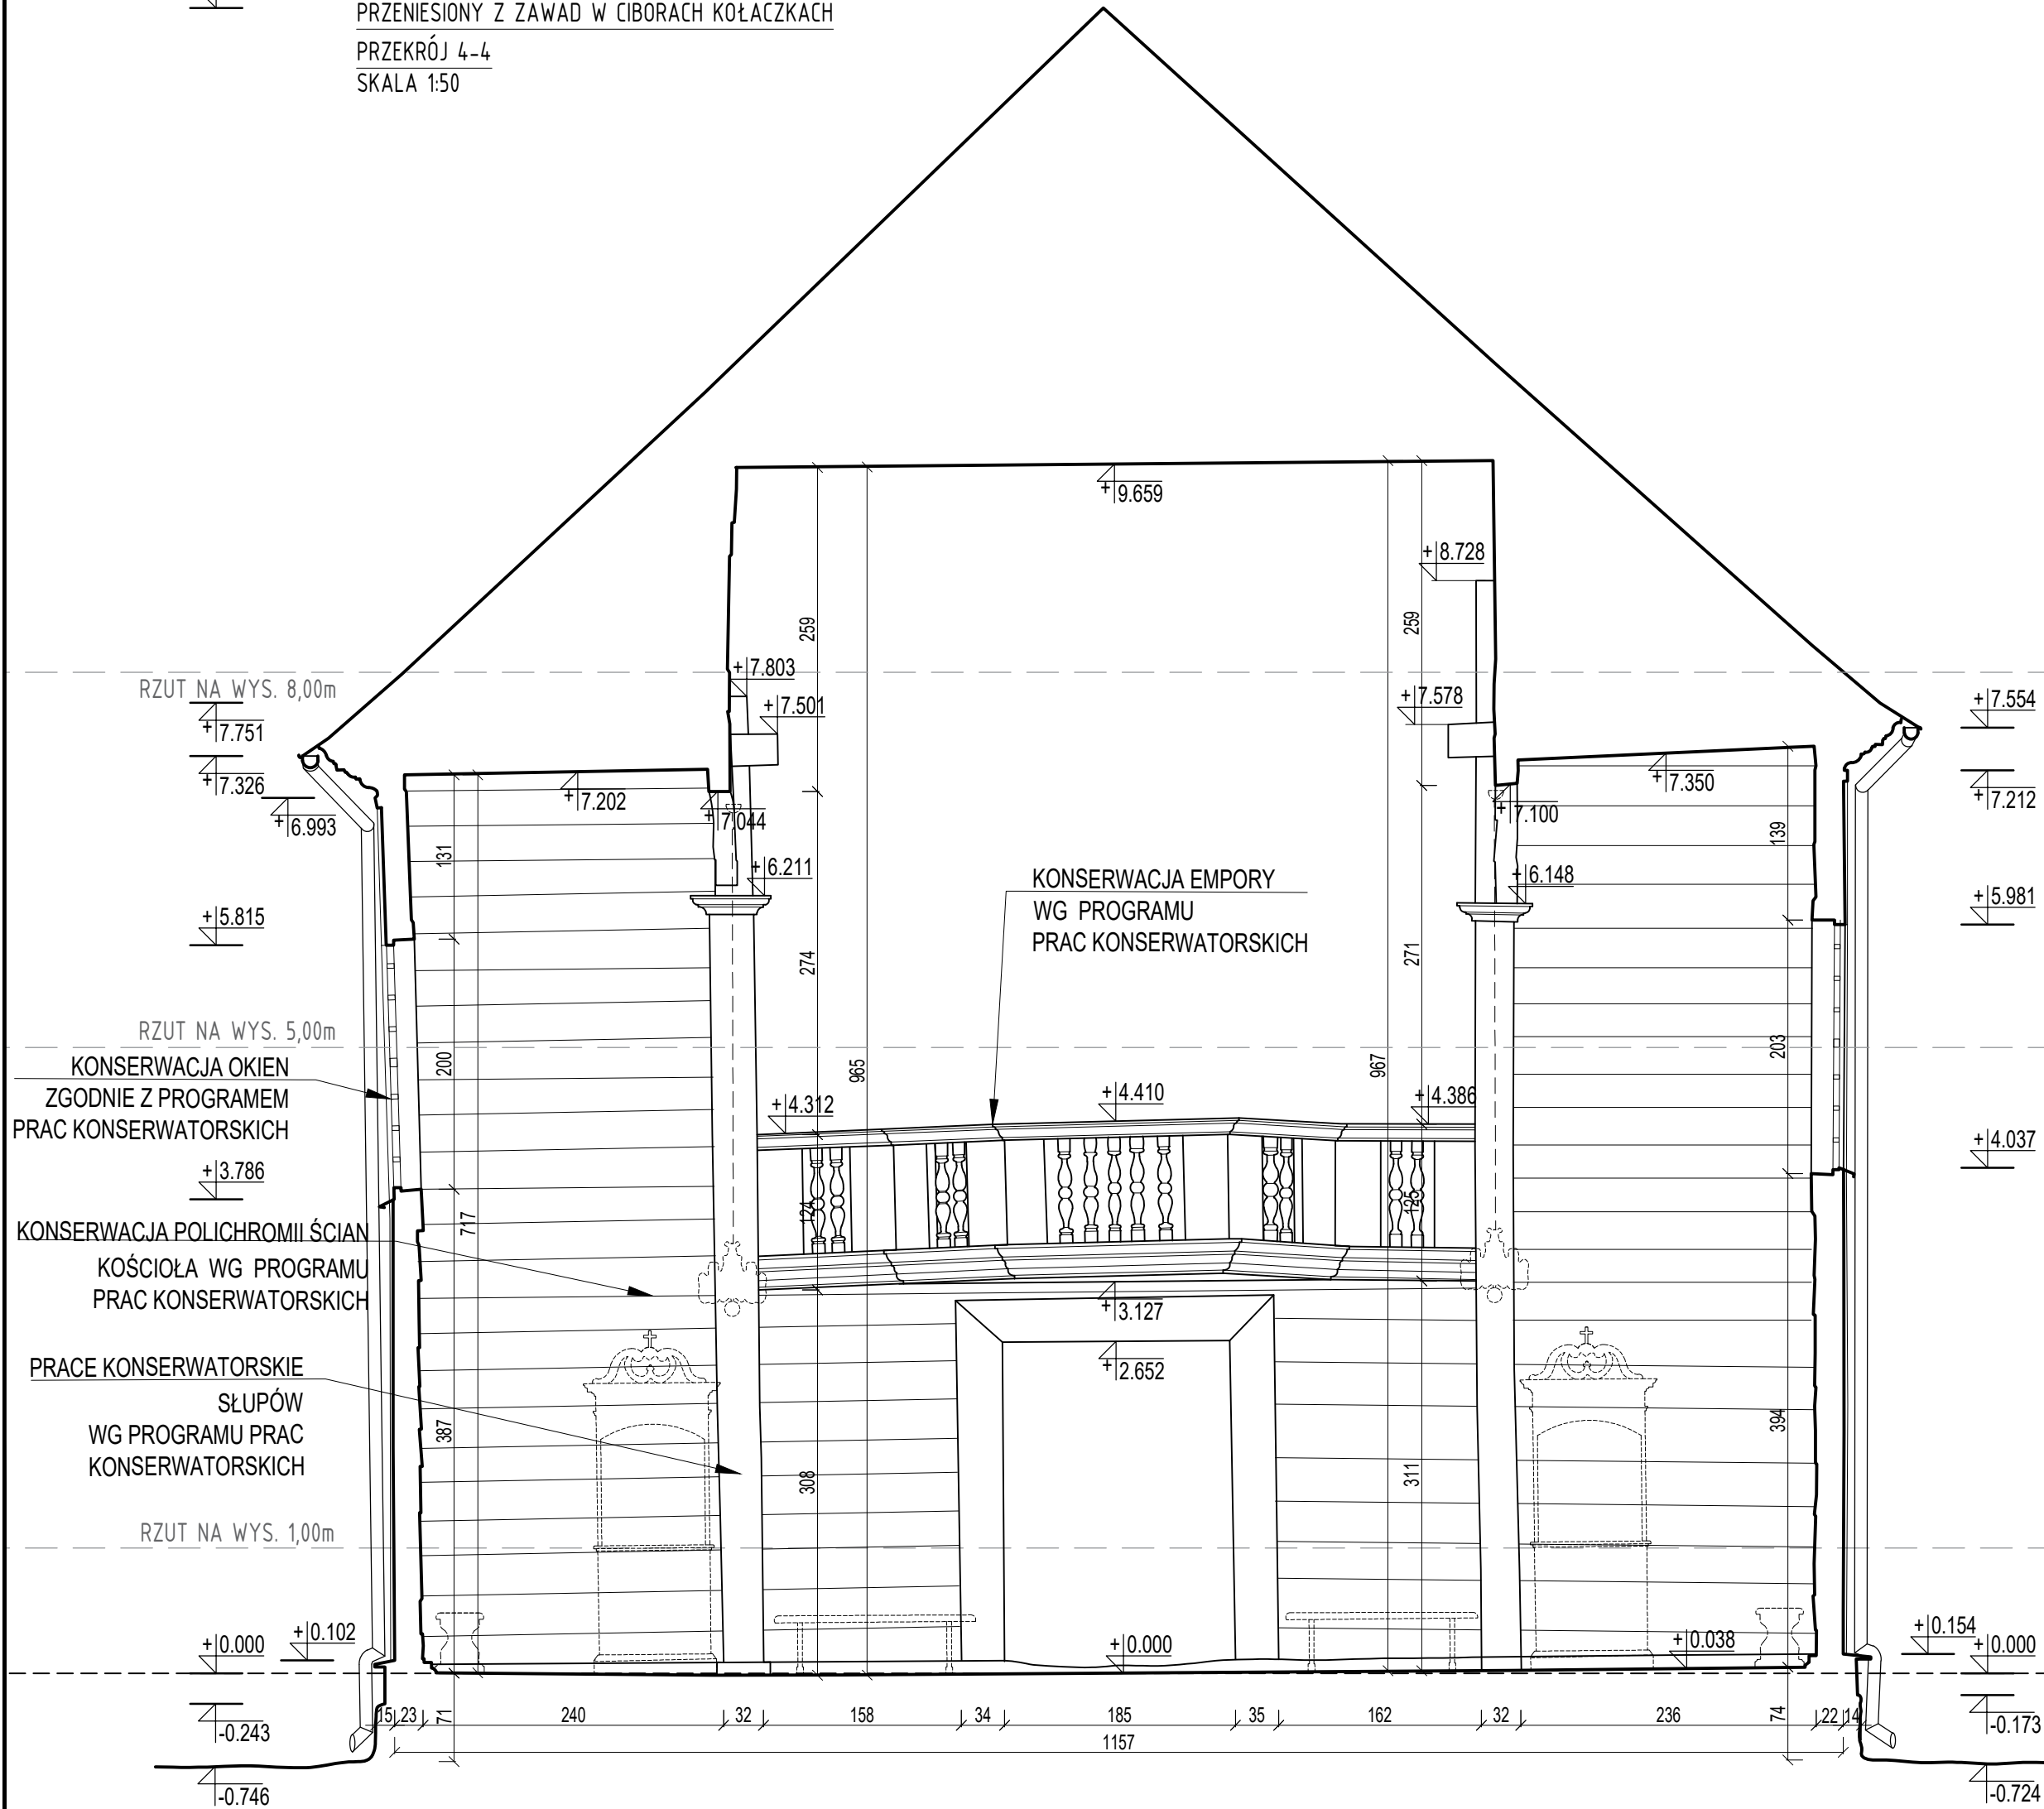 PRZENIESIONY Z ZAWAD W CIBORACH KOŁACZKACH
PRZEKRÓJ 4-4
SKALA 1:50
+9.659
+8.728
259
259
+7.803
RZUT NA WYS. 8,00m
+7.501
+7.578
+7.554
+7.751
+7.326
+7.202
+7.350
+7.212
+6.993
+7.044
+7.100
131
139
+6.211
+6.148
KONSERWACJA EMPORY
WG PROGRAMU
PRAC KONSERWATORSKICH
+5.815
+5.981
274
271
RZUT NA WYS. 5,00m
200
965
967
203
KONSERWACJA OKIEN
ZGODNIE Z PROGRAMEM
PRAC KONSERWATORSKICH
+4.312
+4.410
+4.386
+4.037
+3.786
124
125
717
KONSERWACJA POLICHROMII ŚCIAN
KOŚCIOŁA WG PROGRAMU
PRAC KONSERWATORSKICH
+3.127
+2.652
PRACE KONSERWATORSKIE
SŁUPÓW
WG PROGRAMU PRAC
KONSERWATORSKICH
387
308
311
394
RZUT NA WYS. 1,00m
+0.000
+0.102
+0.000
+0.038
+0.154
+0.000
15 23 71 240 32 158 34 185 35 162 32 236 74 22 14
-0.243
-0.173
1157
-0.746
-0.724